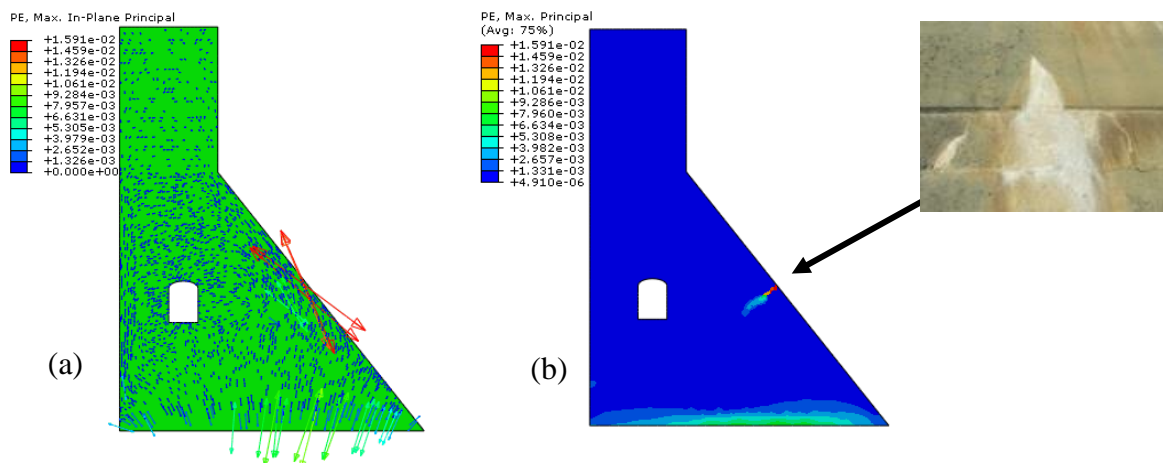 PE, Max. In-Plane Principal
+1.591e-02
+1.459e-02
+1.326e-02
+1.194e-02
+1.061e-02
+9.284e-03
+7.957e-03
+6.631e-03
+5.305e-03
+3.979e-03
+2.652e-03
+1.326e-03
+0.000e+00
(a)
PE, Max. Principal
(Avg: 75%)
+1.591e-02
+1.459e-02
+1.326e-02
+1.194e-02
+1.061e-02
+9.286e-03
+7.960e-03
+6.634e-03
+5.308e-03
+3.982e-03
+2.657e-03
+1.331e-03
+4.910e-06
(b)